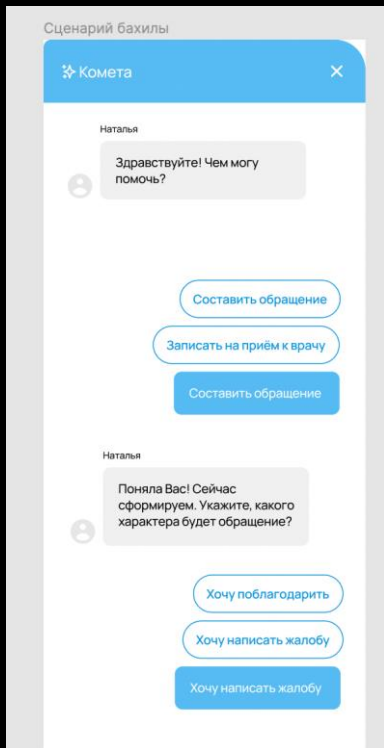 Сценарий бахилы
Комета
Наталья
Здравствуйте! Чем могу
помочь?
Составить обращение
Записать на приём к врачу
Составить обращение
Наталья
Поняла Вас! Сейчас
сформируем. Укажите, какого
характера будет обращение?
Хочу поблагодарить
Хочу написать жалобу
Хочу написать жалобу